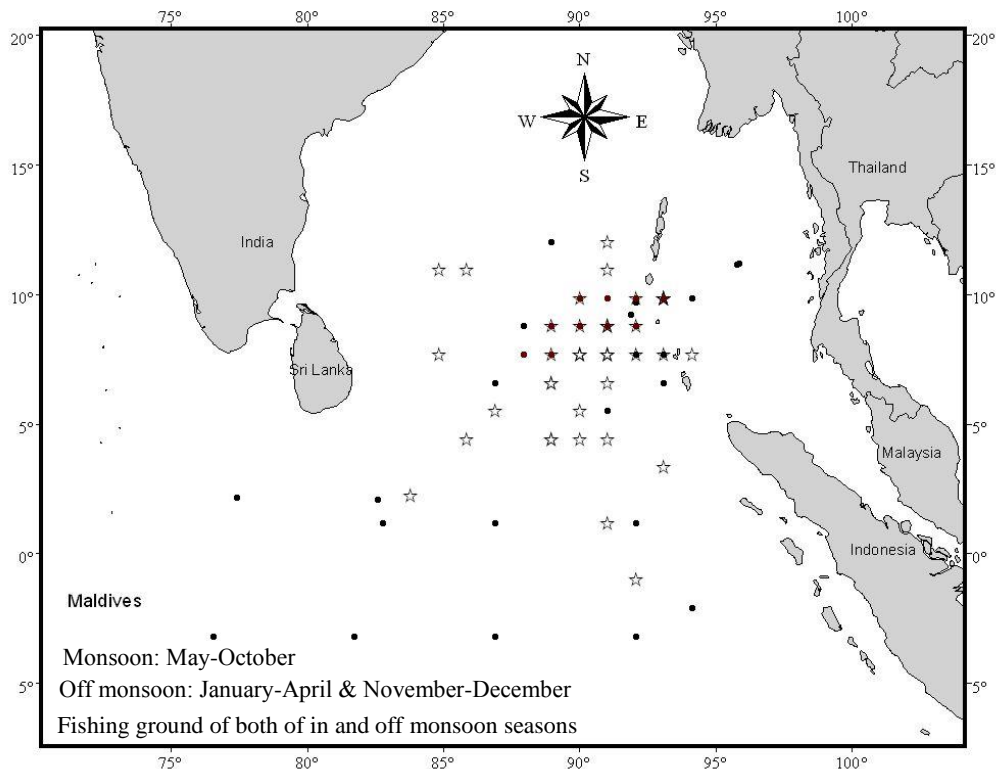 75° 80° 85° 90° 95° 100°
20° 20°
N
W E
S
15° 15°
Thailand
India
10° 10°
Sri Lanka
5° 5°
Malaysia
0° 0°
Indonesia
Maldives
Monsoon: May-October
5° 5°
Off monsoon: January-April & November-December
Fishing ground of both of in and off monsoon seasons
75° 80° 85° 90° 95° 100°